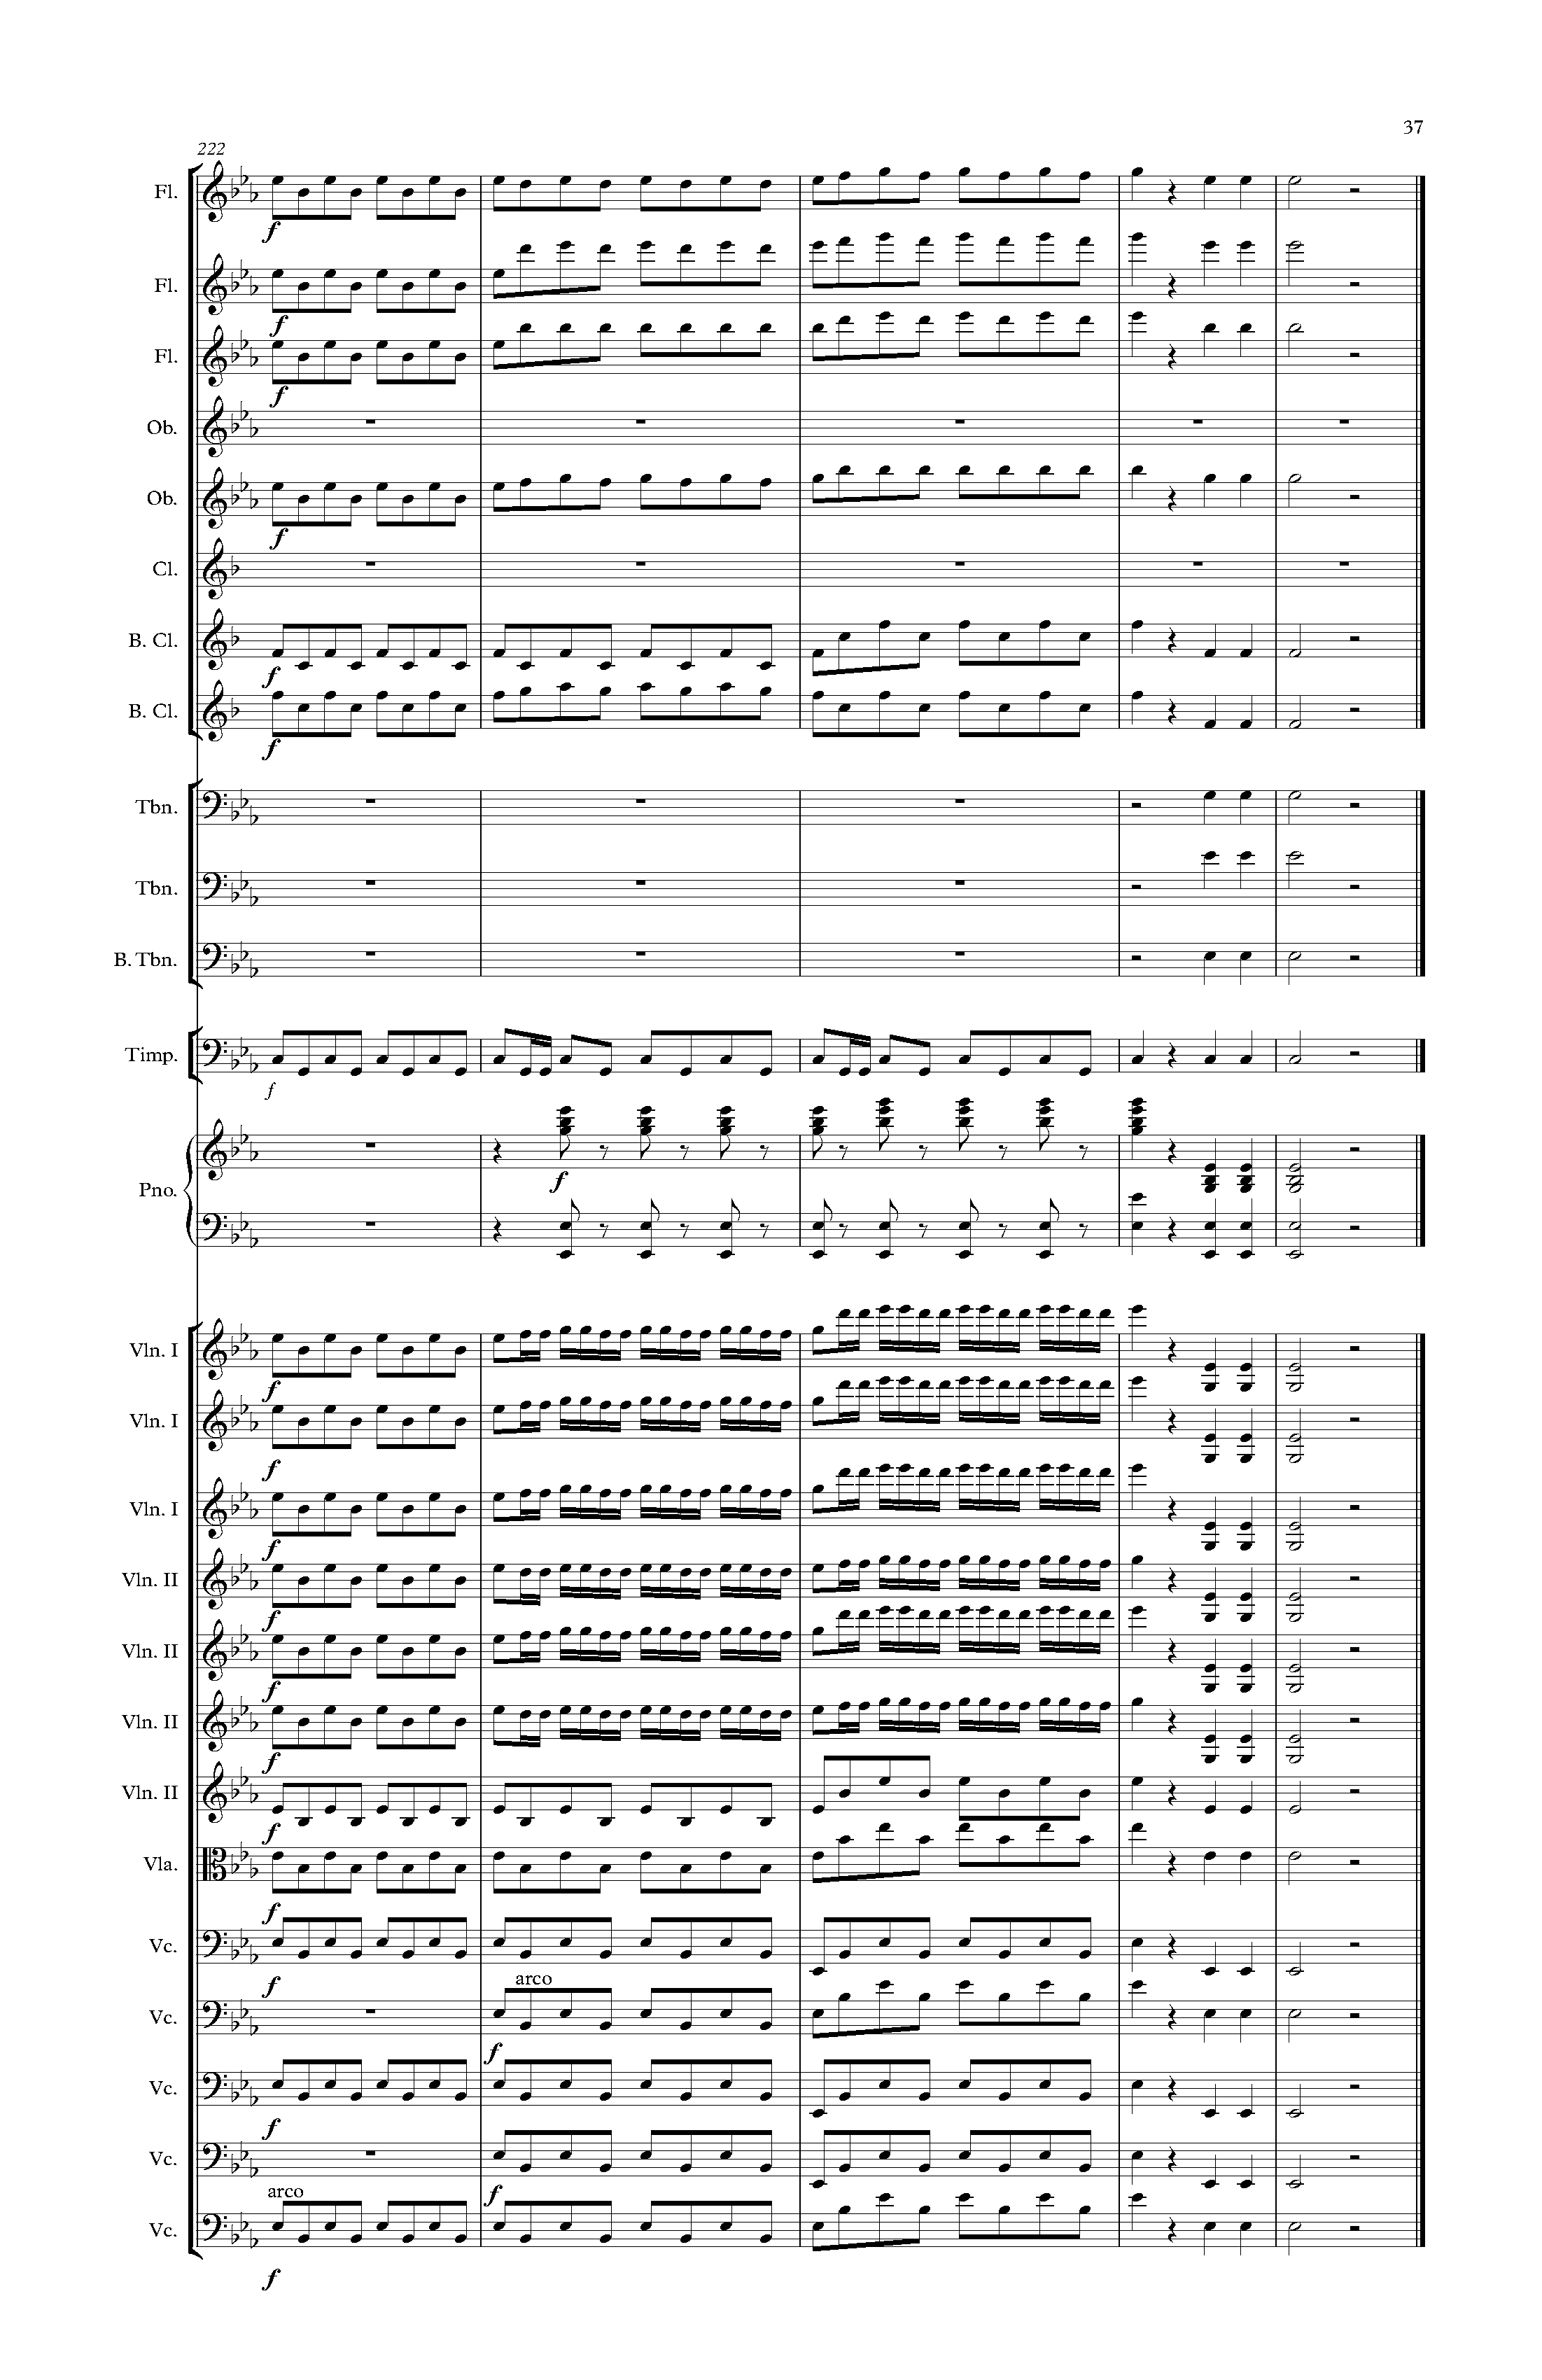 37
222
Fl.
f
Fl.
f
Fl.
f
Ob.
Ob.
f
Cl.
B. Cl.
f
B. Cl.
f
Tbn.
Tbn.
B. Tbn.
Timp.
f
f
Pno.
Vln. I
f
Vln. I
f
Vln. I
f
Vln. II
f
Vln. II
f
Vln. II
f
Vln. II
f
Vla.
f
Vc.
f
arco
Vc.
f
Vc.
f
Vc.
arco f
Vc.
f